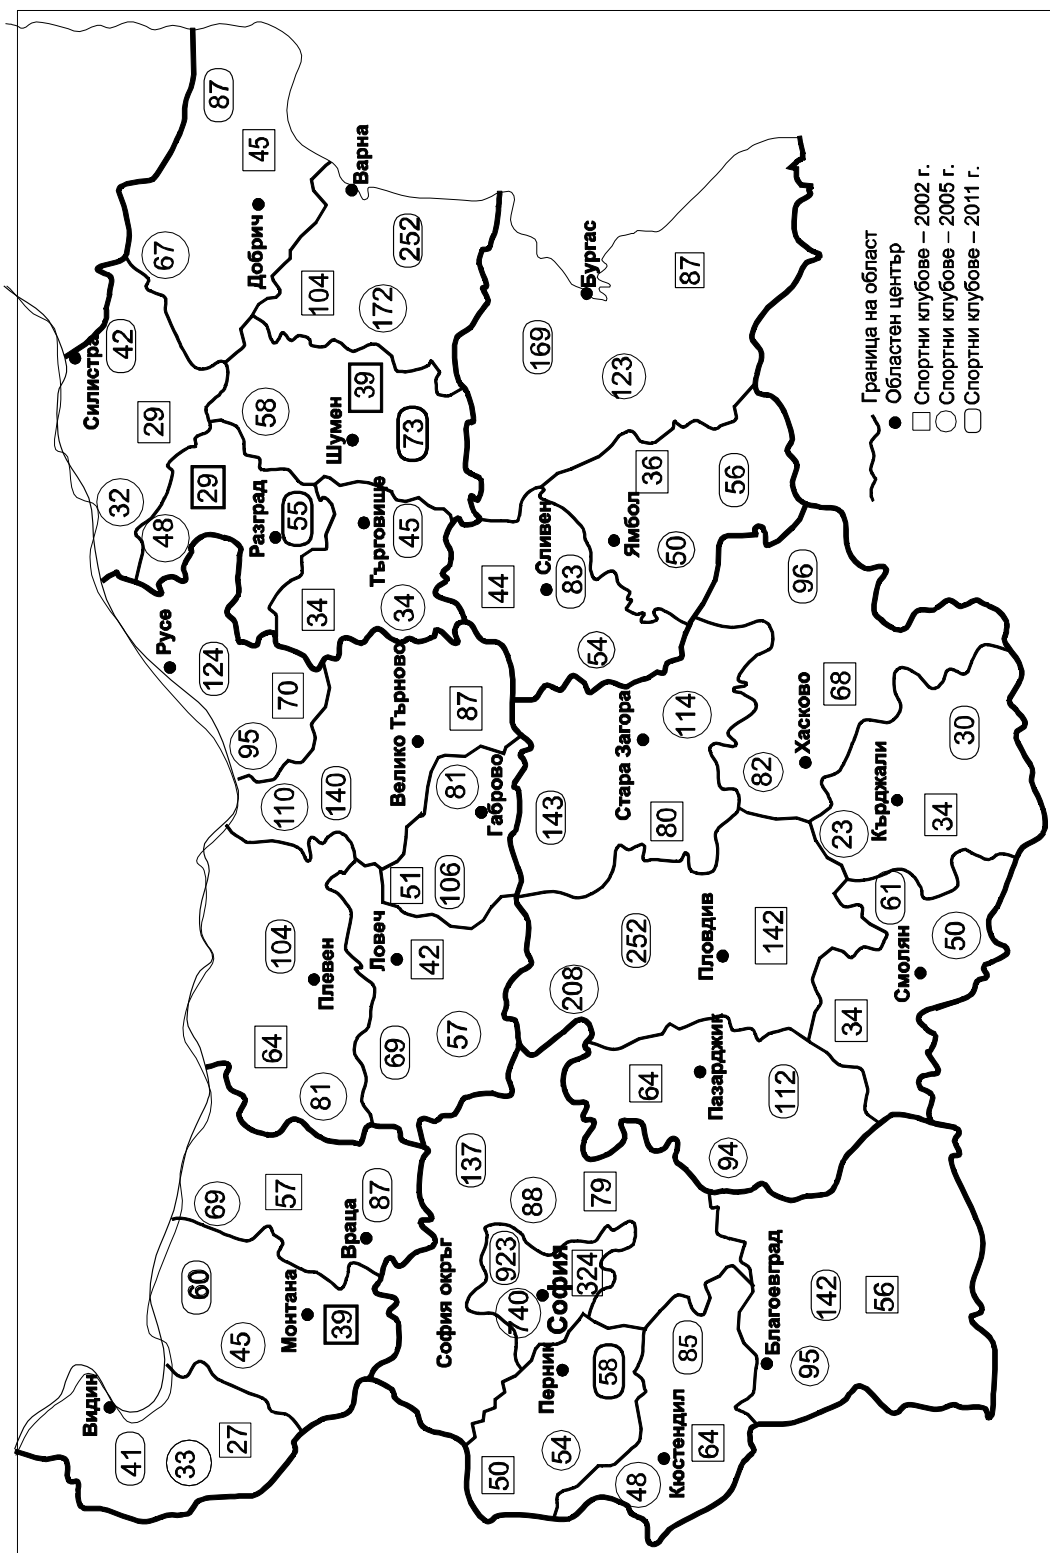 Видин
41
33
27
Монтана
60
45
39
Враца
69
57
87
Плевен
104
64
81
Ловеч
42
69
57
Велико Търново
110
140
87
Габрово
51
81
106
Русе
124
95
70
Силистра
42
32
29
Разград
48
29
55
Търговище
34
45
34
Шумен
58
39
73
Добрич
87
67
45
Варна
104
172
252
София окръг
137
88
79
София
923
740
324
Перник
50
54
58
Кюстендил
48
85
64
Благоевград
95
142
56
Пазарджик
64
94
112
Пловдив
208
252
142
Смолян
34
61
50
Стара Загора
143
80
114
Хасково
82
68
96
Кърджали
23
34
30
Сливен
44
83
54
Ямбол
36
50
56
Бургас
169
123
87
Граница на област
Областен център
Спортни клубове – 2002 г.
Спортни клубове – 2005 г.
Спортни клубове – 2011 г.